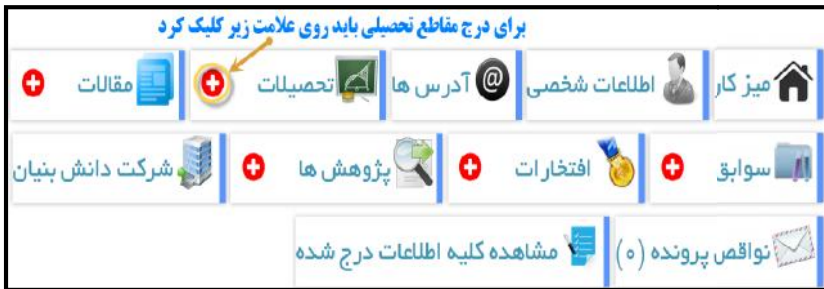 برای درج مقاطع تحصیلی باید روی علامت زیر کلیک کرد
میز کار اطلاعات شخصی آدرس ها تحصیلات مقالات
سوابق افتخارات پژوهش ها شرکت دانش بنیان
نواقص پرونده (۰) مشاهده کلیه اطلاعات درج شده